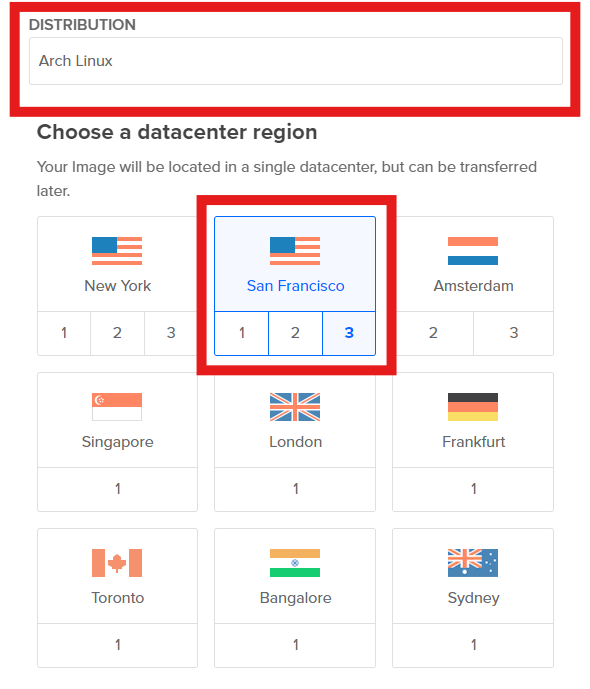 DISTRIBUTION
Arch Linux
Choose a datacenter region
Your Image will be located in a single datacenter, but can be transferred
later.
New York
San Francisco
Amsterdam
1 2 3
1 2 3
2 3
Singapore
London
Frankfurt
1
1
1
Toronto
Bangalore
Sydney
1
1
1